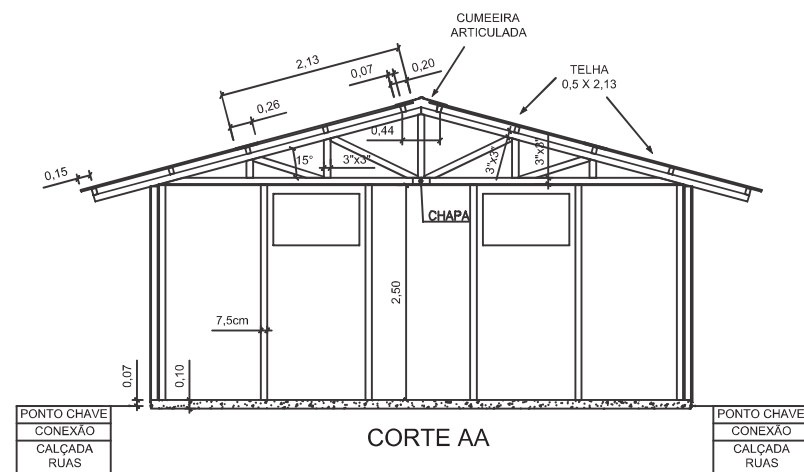 CUMEEIRA
ARTICULADA
2,13
0,07
0,20
TELHA
0,5 X 2,13
0,26
0,44
15°
3"x3"
3"x3"
3"x3"
0,15
CHAPA
2,50
7,5cm
0,07
0,10
PONTO CHAVE
CONEXÃO
CALÇADA
RUAS
CORTE AA
PONTO CHAVE
CONEXÃO
CALÇADA
RUAS